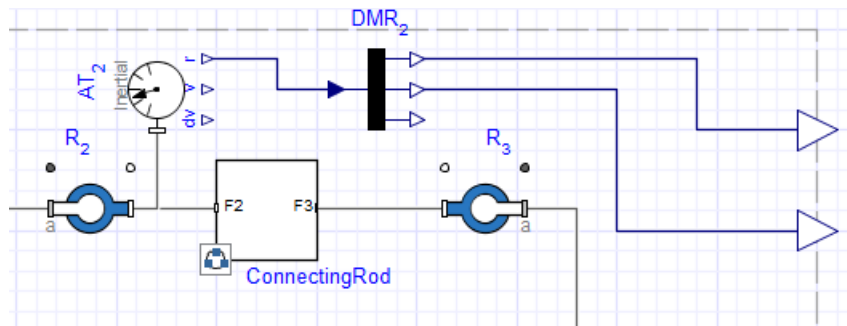 DMR2
AT2
Inertial
r
v
dv
R2
R3
a
F2
F3
a
ConnectingRod